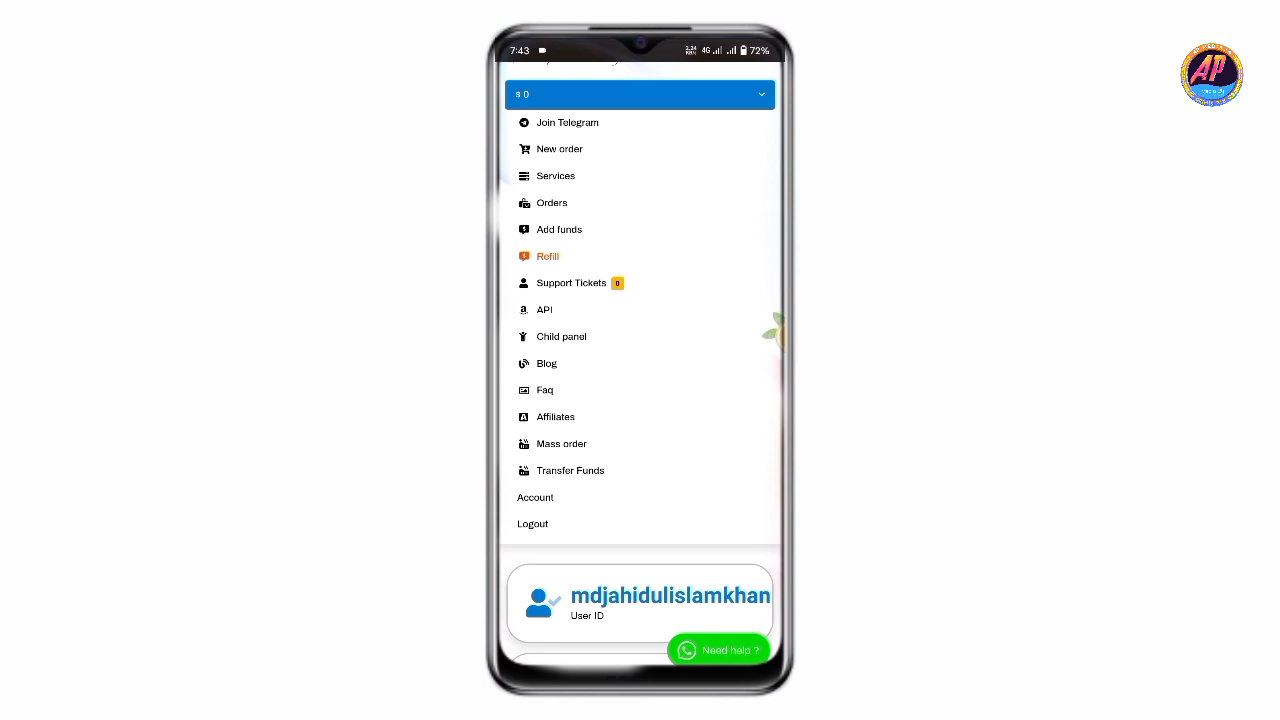 7:43
4G
72%
$ 0
Join Telegram
New order
Services
Orders
Add funds
Refill
Support Tickets 0
API
Child panel
Blog
Faq
Affiliates
Mass order
Transfer Funds
Account
Logout
mdjahidulislamkhan
User ID
Need help ?
AP